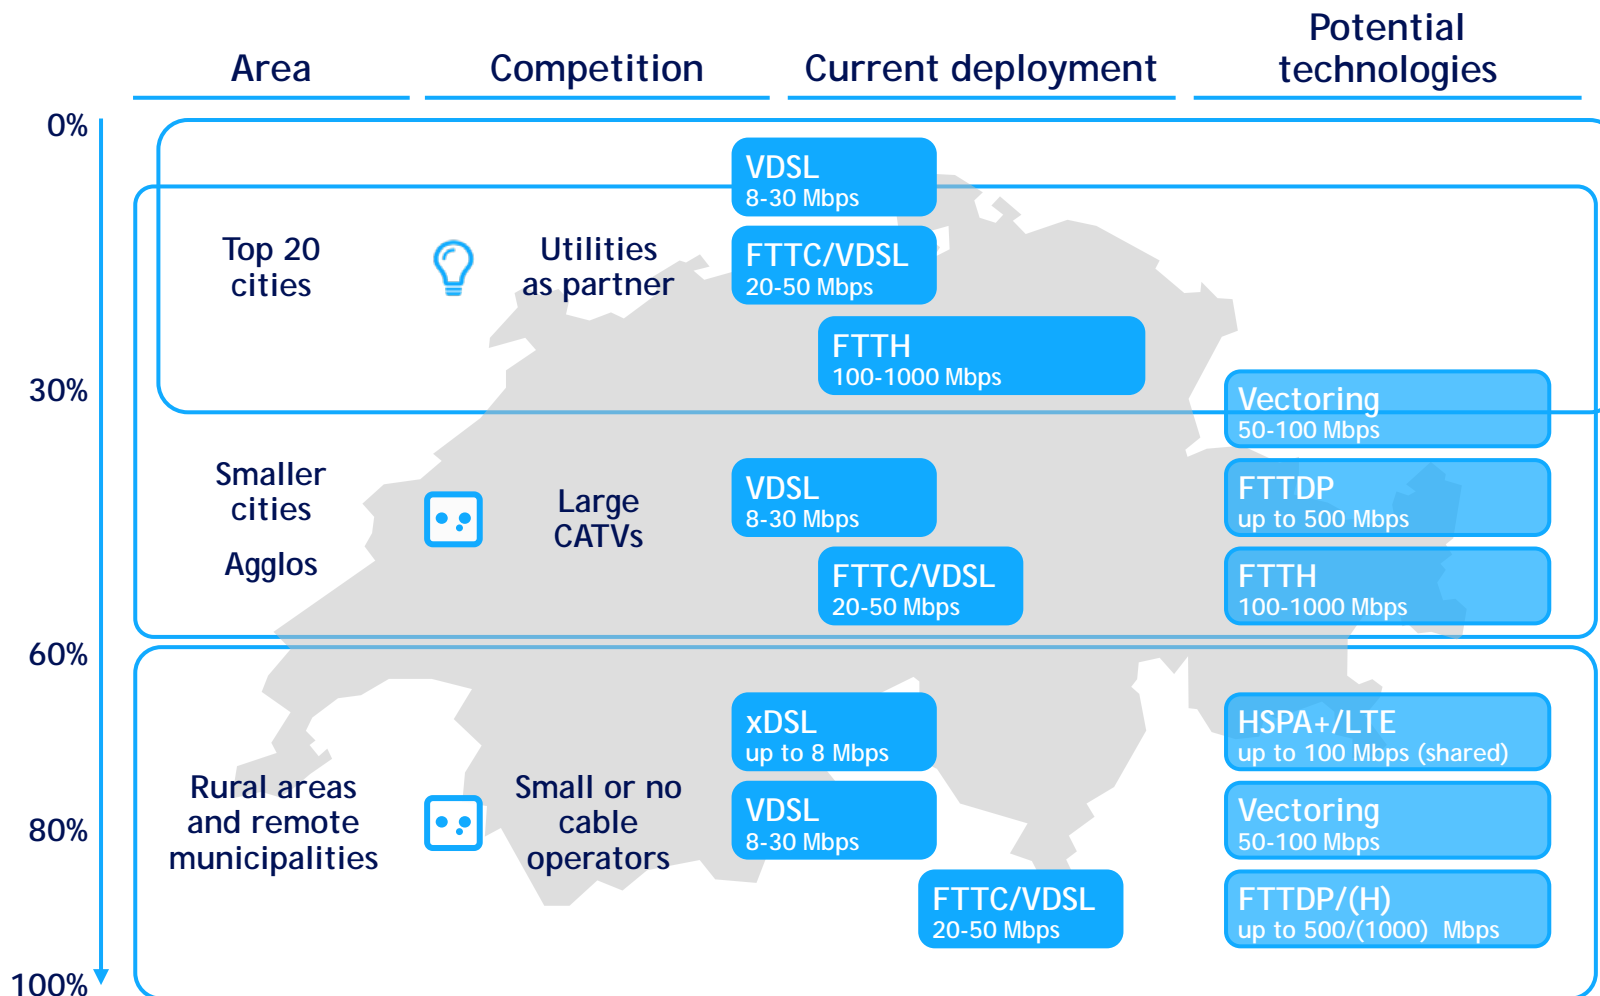 Area
Competition
Current deployment
Potential
technologies
0%
30%
60%
80%
100%
Top 20
cities
Utilities
as partner
VDSL
8-30 Mbps
FTTC/VDSL
20-50 Mbps
FTTH
100-1000 Mbps
Smaller
cities
Agglos
Large
CATVs
VDSL
8-30 Mbps
FTTC/VDSL
20-50 Mbps
Vectoring
50-100 Mbps
FTTDP
up to 500 Mbps
FTTH
100-1000 Mbps
Rural areas
and remote
municipalities
Small or no
cable
operators
xDSL
up to 8 Mbps
VDSL
8-30 Mbps
FTTC/VDSL
20-50 Mbps
HSPA+/LTE
up to 100 Mbps (shared)
Vectoring
50-100 Mbps
FTTDP/(H)
up to 500/(1000) Mbps